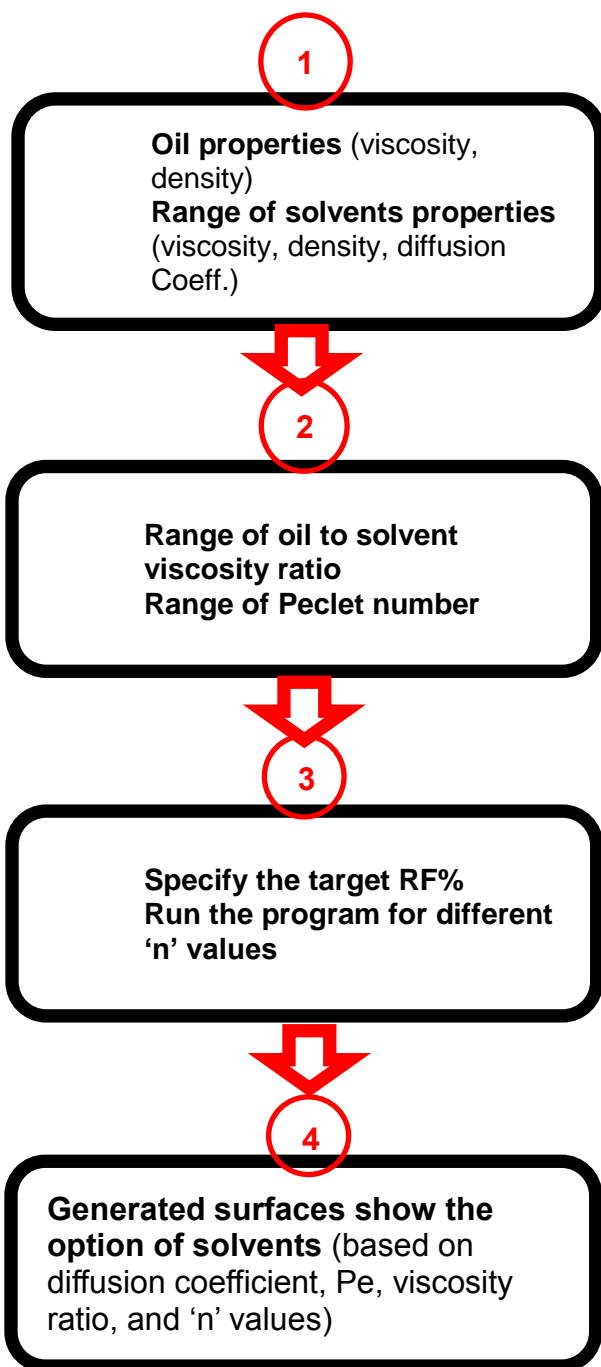 1
Oil properties (viscosity,
density)
Range of solvents properties
(viscosity, density, diffusion
Coeff.)
2
Range of oil to solvent
viscosity ratio
Range of Peclet number
3
Specify the target RF%
Run the program for different
‘n’ values
4
Generated surfaces show the
option of solvents (based on
diffusion coefficient, Pe, viscosity
ratio, and ‘n’ values)